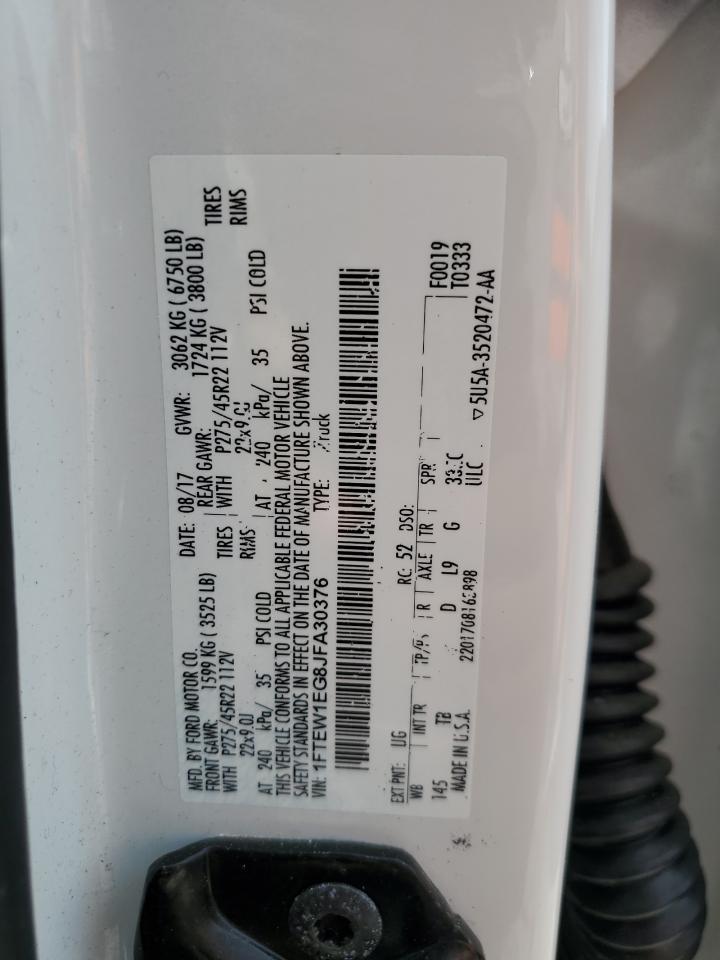 MFD. BY FORD MOTOR CO.
DATE: 08/17 GVWR: 3062 KG ( 6750 LB)
FRONT GAWR: 1599 KG ( 3525 LB) REAR GAWR: 1724 KG ( 3800 LB)
WITH P275/45R22 112V TIRES WITH P275/45R22 112V TIRES
22x9.0J RIMS RIMS
AT 240 kPa/ 35 PSI COLD AT 240 kPa/ 35 PSI COLD
THIS VEHICLE CONFORMS TO ALL APPLICABLE FEDERAL MOTOR VEHICLE
SAFETY STANDARDS IN EFFECT ON THE DATE OF MANUFACTURE SHOWN ABOVE.
VIN: 1FTEW1EG8JFA30376 TYPE: Truck
EXT PNT: UG RC: 52 DSO: F0019
WB INT TR TP/PS R AXLE TR SPR T0333
145 TB D L9 G
MADE IN U.S.A. ULC
▽ 5U5A-3520472-AA